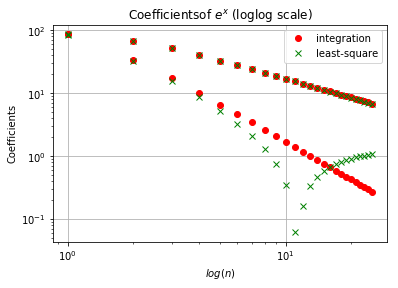 Coefficientsof e^x (loglog scale)
integration
least-square
Coefficients
10^2
10^1
10^0
10^-1
10^0 10^1
log(n)